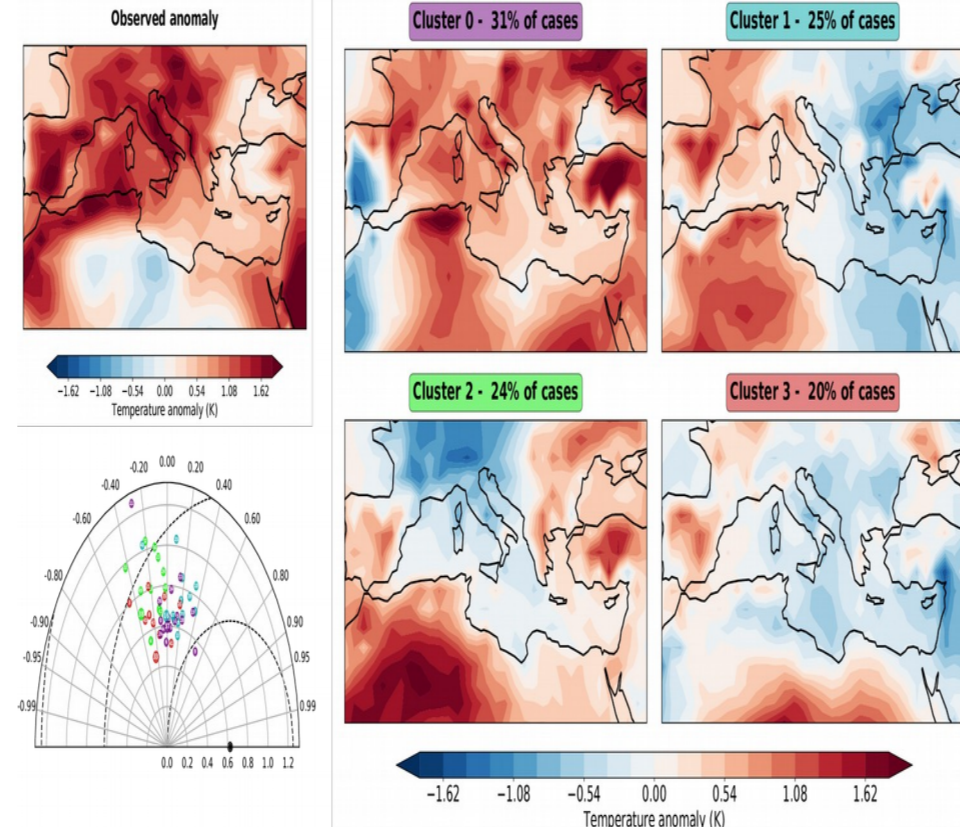 Observed anomaly
−1.62 −1.08 −0.54 0.00 0.54 1.08 1.62
Temperature anomaly (K)
-0.20 0.00 0.20
-0.40 0.40
-0.60 0.60
-0.80 0.80
-0.90 0.90
-0.95 0.95
-0.99 0.99
0.0 0.2 0.4 0.6 0.8 1.0 1.2
Cluster 0 - 31% of cases
Cluster 1 - 25% of cases
Cluster 2 - 24% of cases
Cluster 3 - 20% of cases
−1.62 −1.08 −0.54 0.00 0.54 1.08 1.62
Temperature anomaly (K)